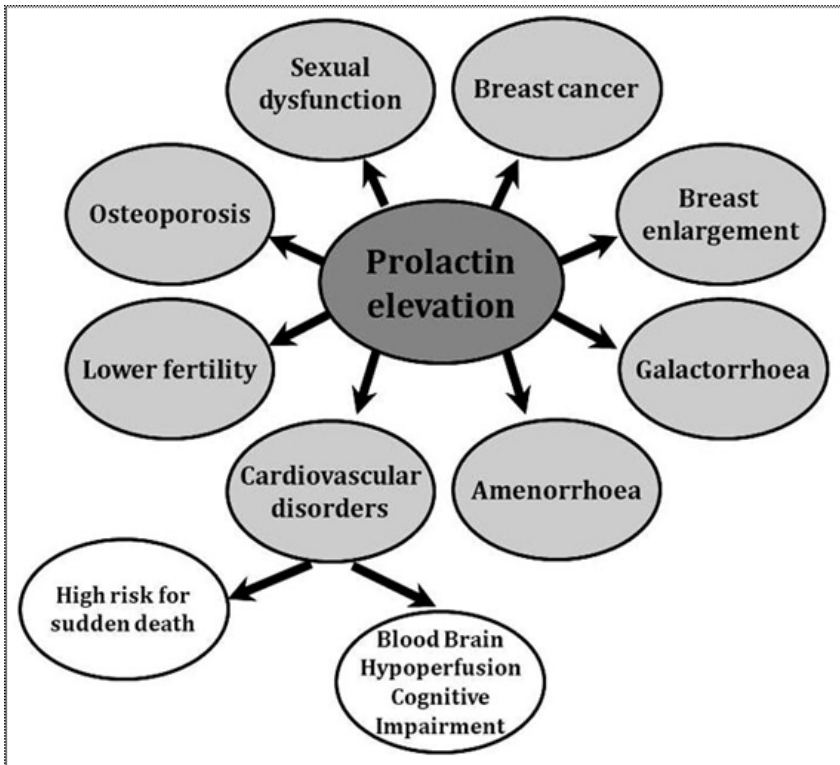 Sexual
dysfunction
Breast cancer
Osteoporosis
Breast
enlargement
Prolactin
elevation
Lower fertility
Galactorrhoea
Cardiovascular
disorders
Amenorrhoea
High risk for
sudden death
Blood Brain
Hypoperfusion
Cognitive
Impairment